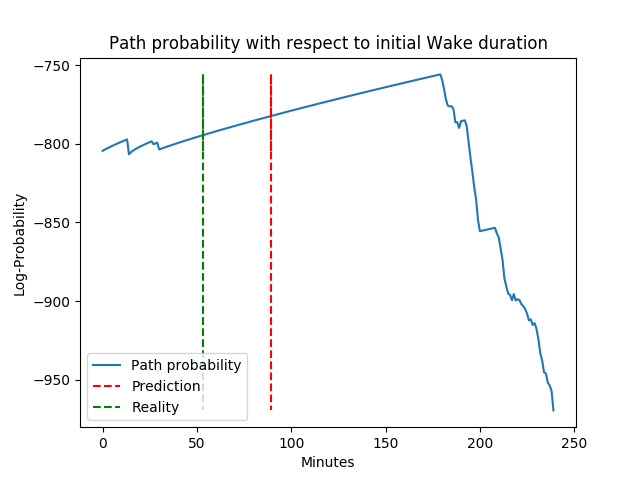 Path probability with respect to initial Wake duration
−750
−800
−850
−900
−950
Log-Probability
Path probability
Prediction
Reality
0
50
100
150
200
250
Minutes